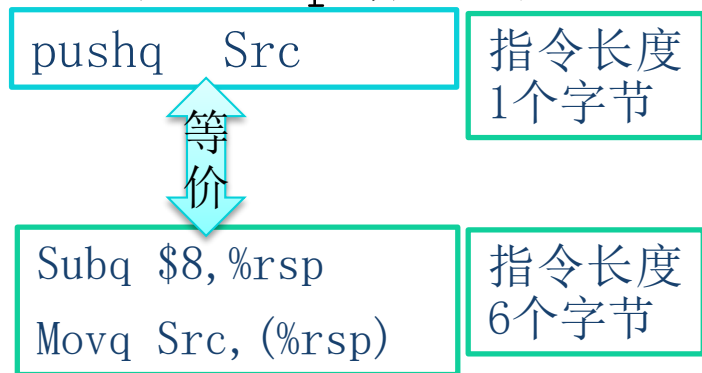 pushq Src
指令长度
1个字节
等
价
Subq $8,%rsp
Movq Src,(%rsp)
指令长度
6个字节